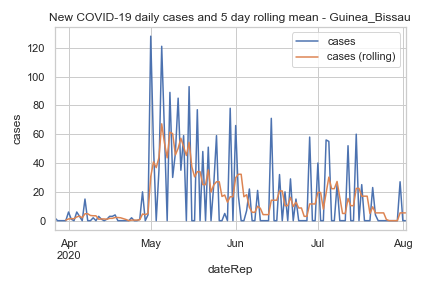 New COVID-19 daily cases and 5 day rolling mean - Guinea_Bissau
cases
cases (rolling)
120
100
80
60
40
20
0
cases
Apr
2020
May
Jun
Jul
Aug
dateRep